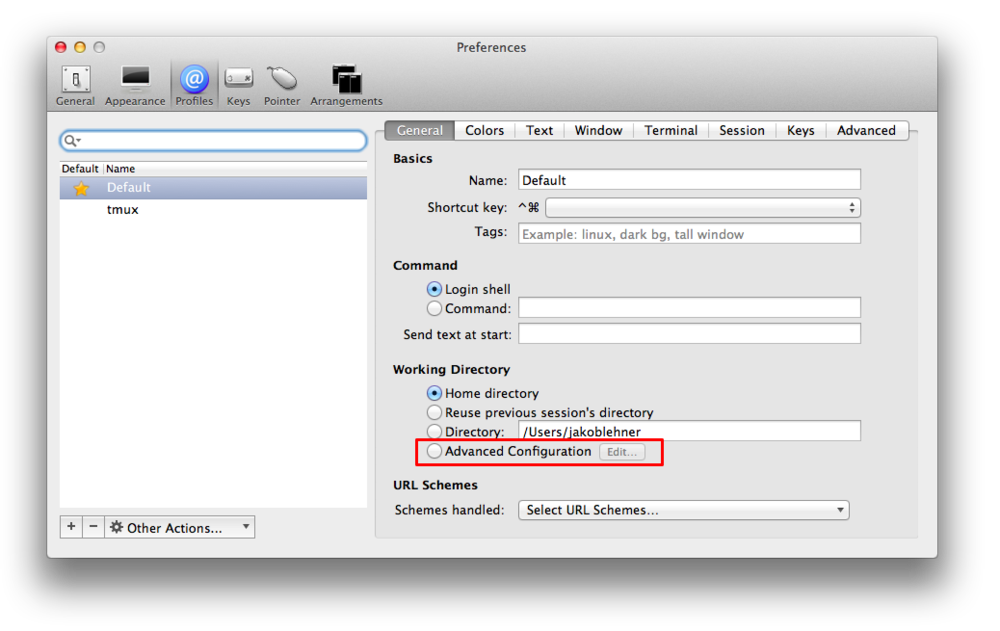 Preferences
General Appearance Profiles Keys Pointer Arrangements
General Colors Text Window Terminal Session Keys Advanced
Default Name
Default
tmux
Other Actions...
Basics
Name: Default
Shortcut key: ^⌘
Tags: Example: linux, dark bg, tall window
Command
Login shell
Command:
Send text at start:
Working Directory
Home directory
Reuse previous session's directory
Directory: /Users/jakoblehner
Advanced Configuration Edit...
URL Schemes
Schemes handled: Select URL Schemes...